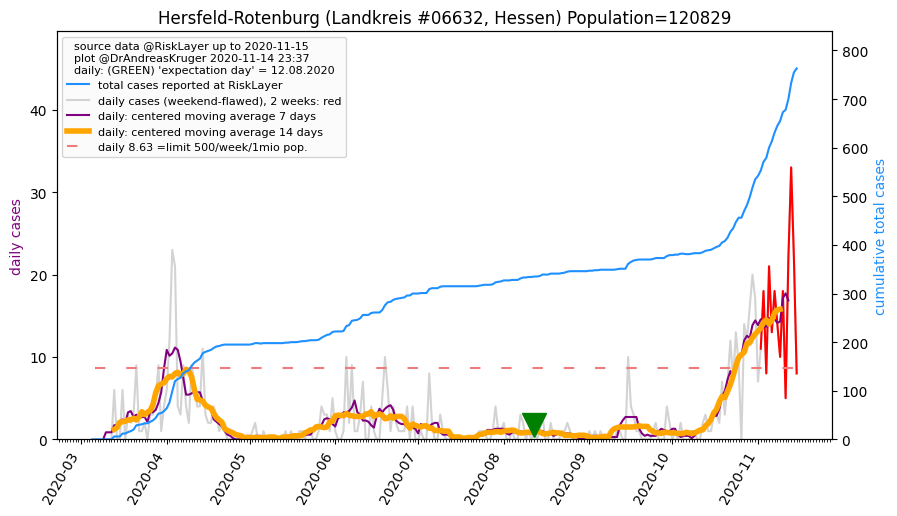 Hersfeld-Rotenburg (Landkreis #06632, Hessen) Population=120829
source data @RiskLayer up to 2020-11-15
plot @DrAndreasKruger 2020-11-14 23:37
daily: (GREEN) 'expectation day' = 12.08.2020
total cases reported at RiskLayer
daily cases (weekend-flawed), 2 weeks: red
daily: centered moving average 7 days
daily: centered moving average 14 days
daily 8.63 =limit 500/week/1mio pop.
daily cases
40
30
20
10
0
cumulative total cases
800
700
600
500
400
300
200
100
0
2020-03
2020-04
2020-05
2020-06
2020-07
2020-08
2020-09
2020-10
2020-11